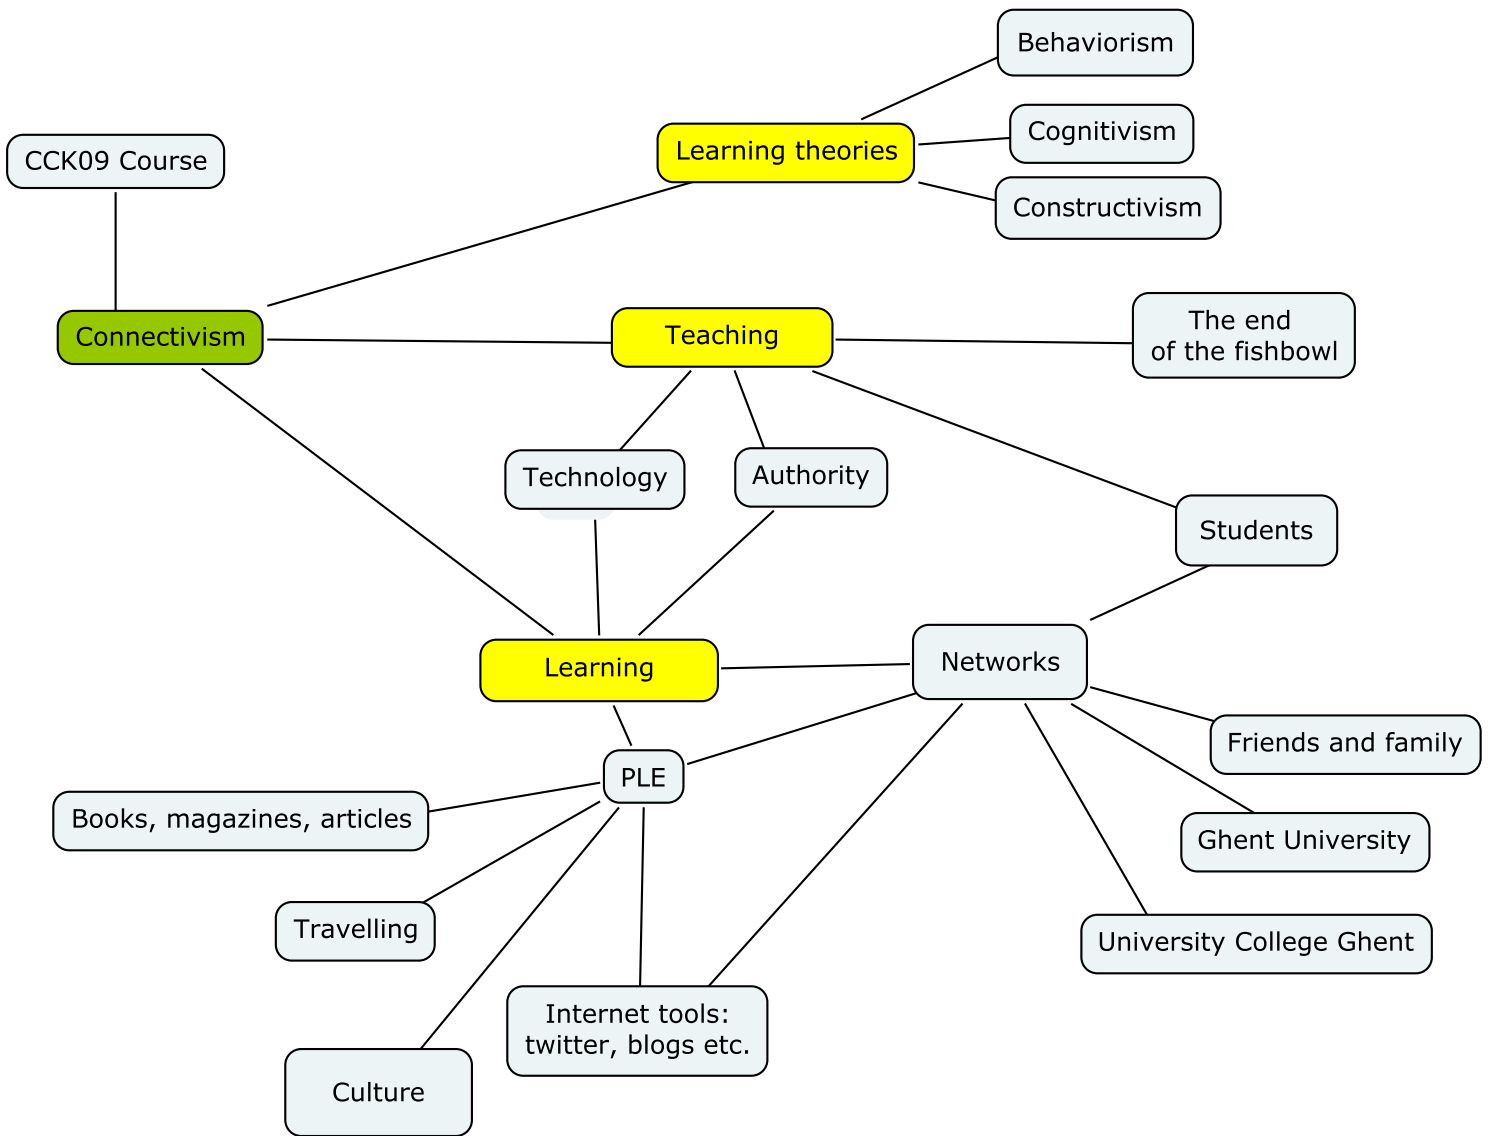 Behaviorism
Cognitivism
Learning theories
CCK09 Course
Constructivism
Connectivism
Teaching
The end
of the fishbowl
Technology
Authority
Students
Learning
Networks
Friends and family
PLE
Books, magazines, articles
Ghent University
Travelling
University College Ghent
Internet tools:
twitter, blogs etc.
Culture